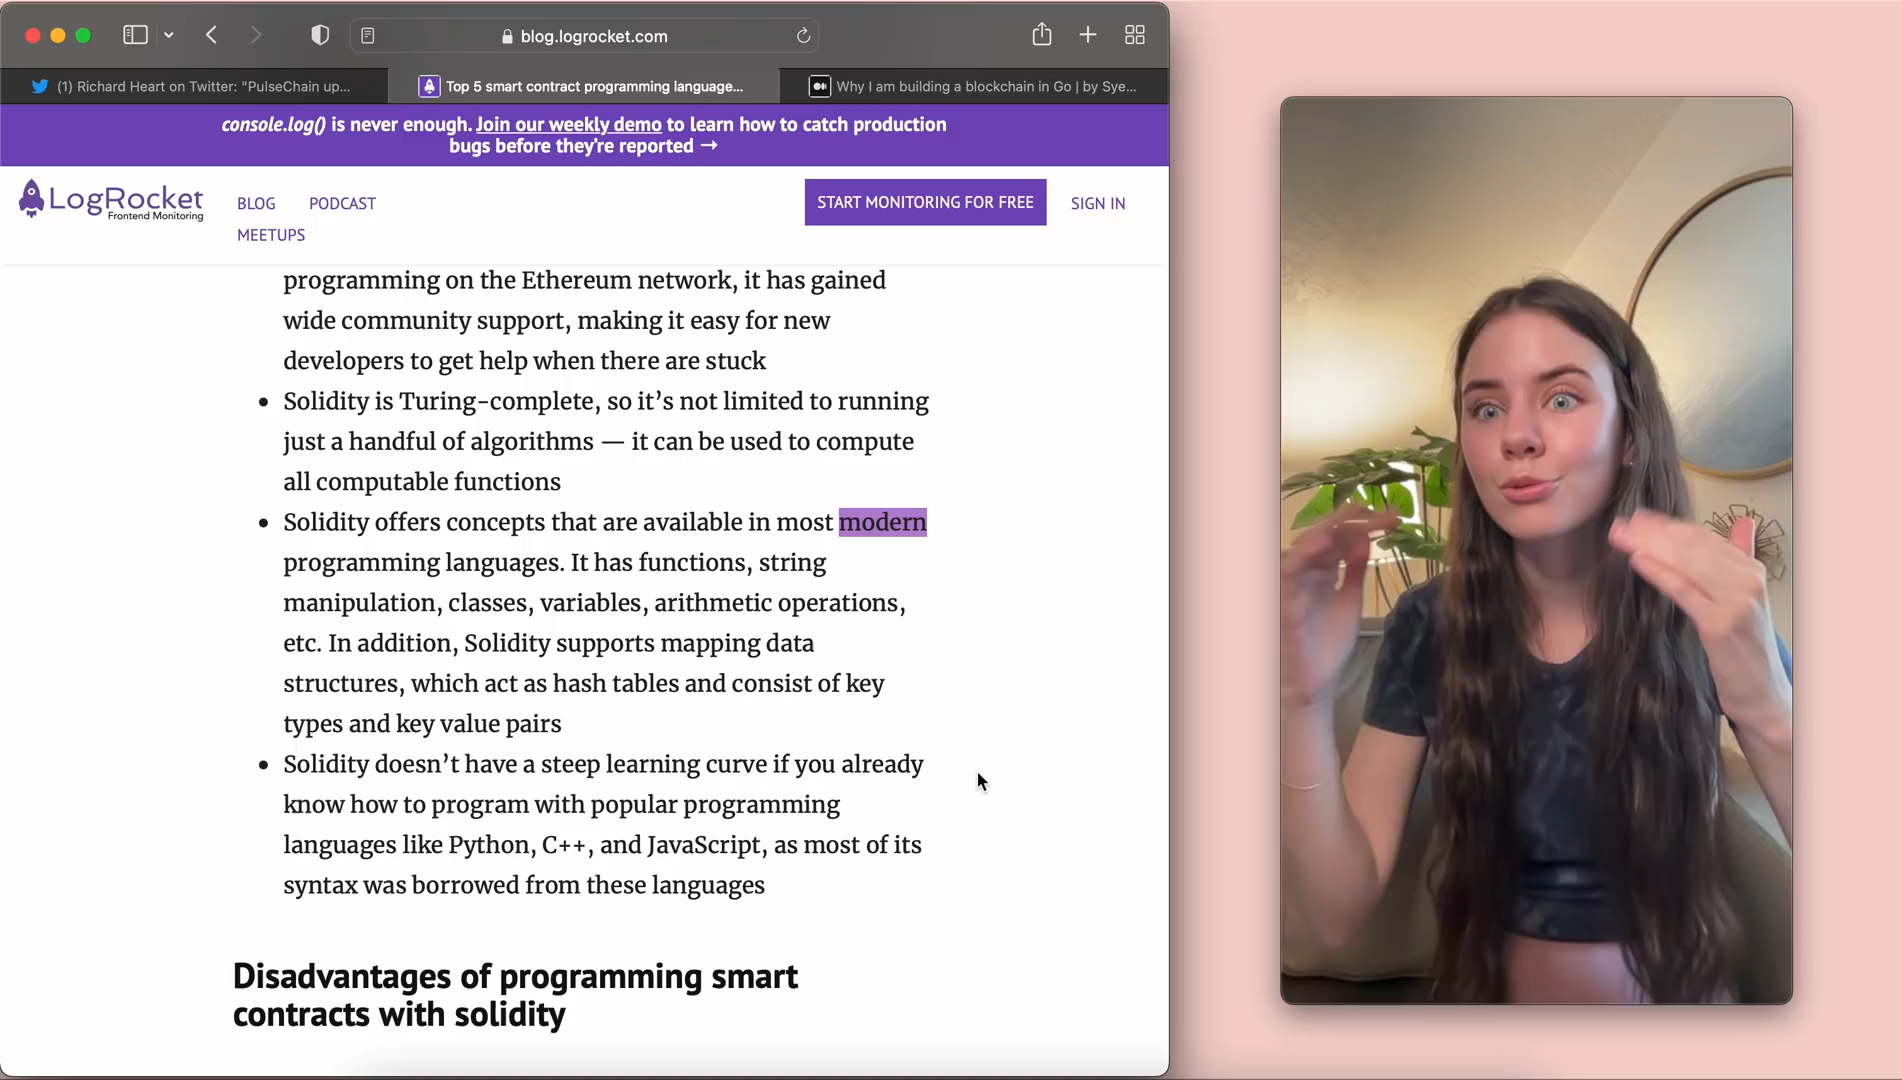 blog.logrocket.com
(1) Richard Heart on Twitter: "PulseChain up...
Top 5 smart contract programming language...
Why I am building a blockchain in Go | by Sye...
console.log() is never enough. Join our weekly demo to learn how to catch production
bugs before they’re reported →
LogRocket
Frontend Monitoring
BLOG
PODCAST
MEETUPS
START MONITORING FOR FREE
SIGN IN
programming on the Ethereum network, it has gained
wide community support, making it easy for new
developers to get help when there are stuck
• Solidity is Turing-complete, so it’s not limited to running
just a handful of algorithms — it can be used to compute
all computable functions
• Solidity offers concepts that are available in most modern
programming languages. It has functions, string
manipulation, classes, variables, arithmetic operations,
etc. In addition, Solidity supports mapping data
structures, which act as hash tables and consist of key
types and key value pairs
• Solidity doesn’t have a steep learning curve if you already
know how to program with popular programming
languages like Python, C++, and JavaScript, as most of its
syntax was borrowed from these languages
Disadvantages of programming smart
contracts with solidity